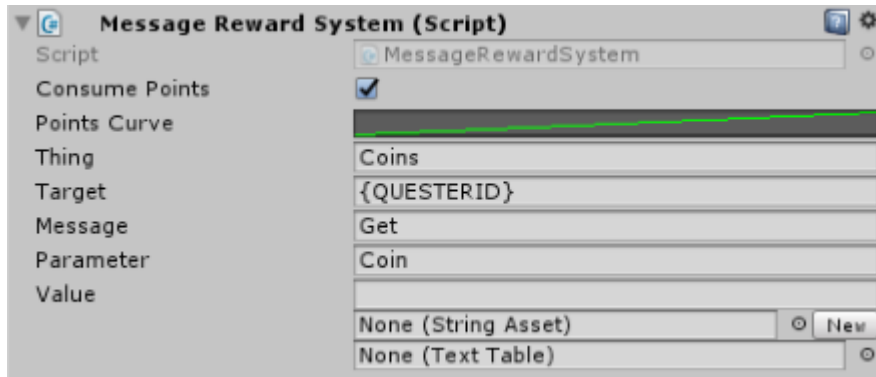 Message Reward System (Script)
Script MessageRewardSystem
Consume Points
Points Curve
Thing Coins
Target {QUESTERID}
Message Get
Parameter Coin
Value
None (String Asset) New
None (Text Table)